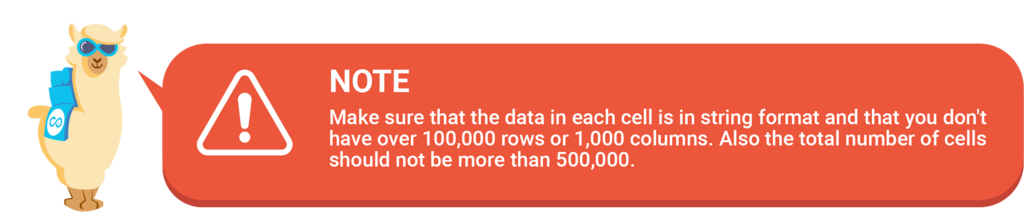 NOTE
Make sure that the data in each cell is in string format and that you don't
have over 100,000 rows or 1,000 columns. Also the total number of cells
should not be more than 500,000.